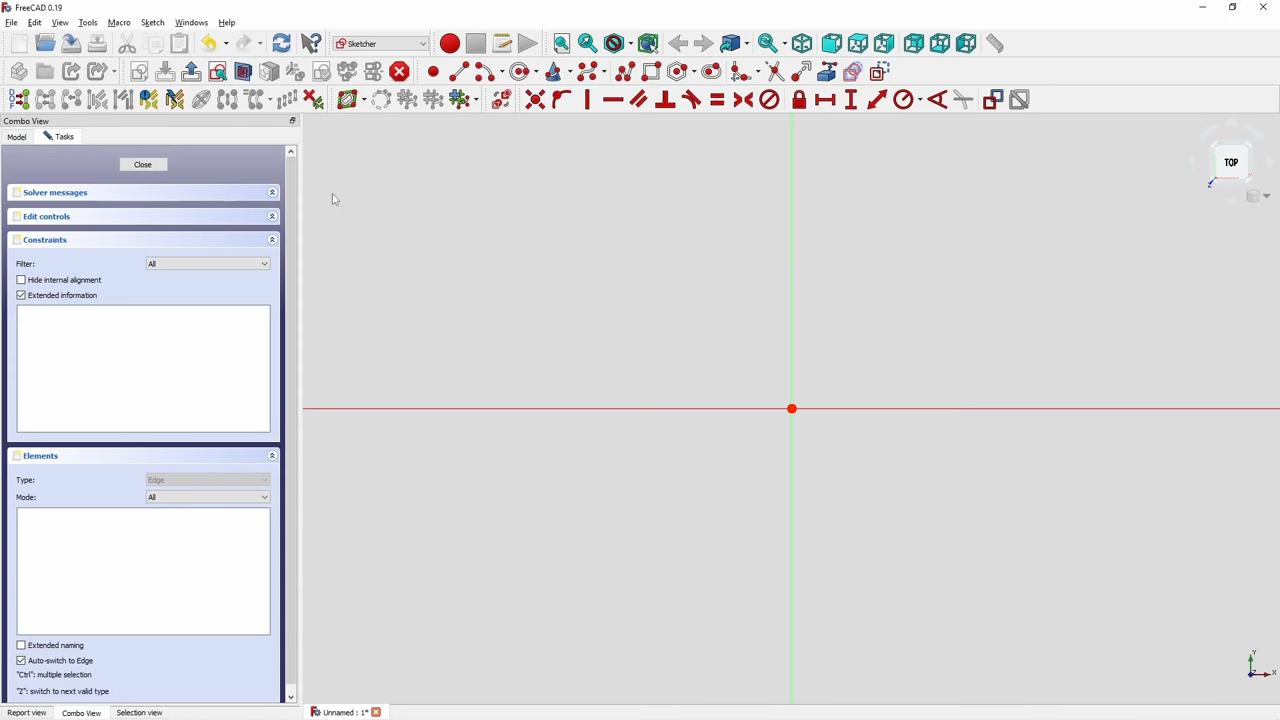 FreeCAD 0.19
File Edit View Tools Macro Sketch Windows Help
Sketcher
Combo View
Model Tasks
Close
Solver messages
Edit controls
Constraints
Filter: All
Hide internal alignment
Extended information
Elements
Type: Edge
Mode: All
Extended naming
Auto-switch to Edge
"Ctrl": multiple selection
"Z": switch to next valid type
Report view Combo View Selection view
Unnamed : 1*
TOP
Y
X